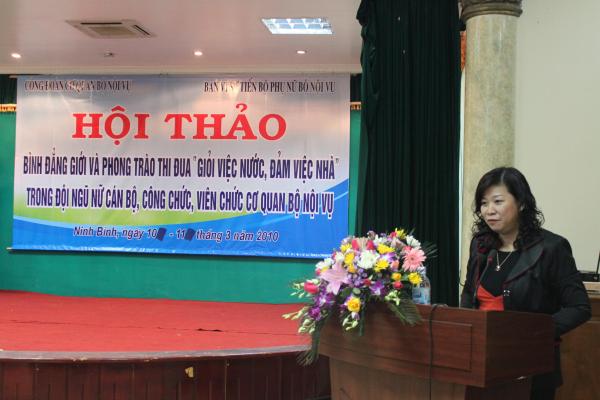 CÔNG ĐOÀN CƠ QUAN BỘ NỘI VỤ BAN VÌ SỰ TIẾN BỘ PHỤ NỮ BỘ NỘI VỤ
HỘI THẢO
BÌNH ĐẲNG GIỚI VÀ PHONG TRÀO THI ĐUA "GIỎI VIỆC NƯỚC, ĐẢM VIỆC NHÀ"
TRONG ĐỘI NGŨ NỮ CÁN BỘ, CÔNG CHỨC, VIÊN CHỨC CƠ QUAN BỘ NỘI VỤ
Ninh Bình, ngày 10 - 11 tháng 3 năm 2010